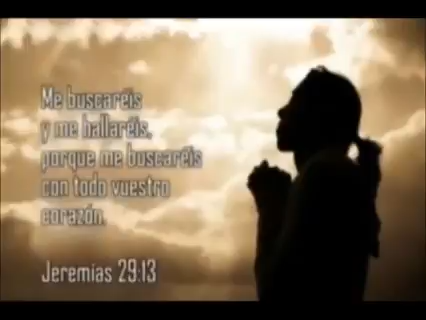 Me buscaréis
y me hallaréis,
porque me buscaréis
con todo vuestro
corazón.
Jeremías 29:13